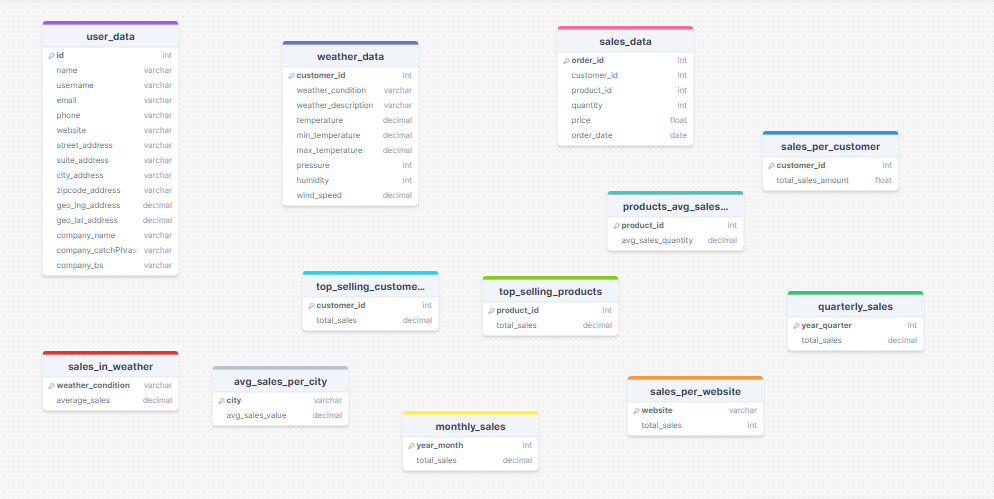 user_data
id int
name varchar
username varchar
email varchar
phone varchar
website varchar
street_address varchar
suite_address varchar
city_address varchar
zipcode_address varchar
geo_lng_address decimal
geo_lat_address decimal
company_name varchar
company_catchPhras varchar
company_bs varchar
weather_data
customer_id int
weather_condition varchar
weather_description varchar
temperature decimal
min_temperature decimal
max_temperature decimal
pressure int
humidity int
wind_speed decimal
sales_data
order_id int
customer_id int
product_id int
quantity int
price float
order_date date
sales_per_customer
customer_id int
total_sales_amount float
products_avg_sales...
product_id int
avg_sales_quantity decimal
top_selling_custome...
customer_id int
total_sales decimal
top_selling_products
product_id int
total_sales decimal
quarterly_sales
year_quarter int
total_sales decimal
sales_in_weather
weather_condition varchar
average_sales decimal
avg_sales_per_city
city varchar
avg_sales_value decimal
sales_per_website
website varchar
total_sales int
monthly_sales
year_month int
total_sales decimal